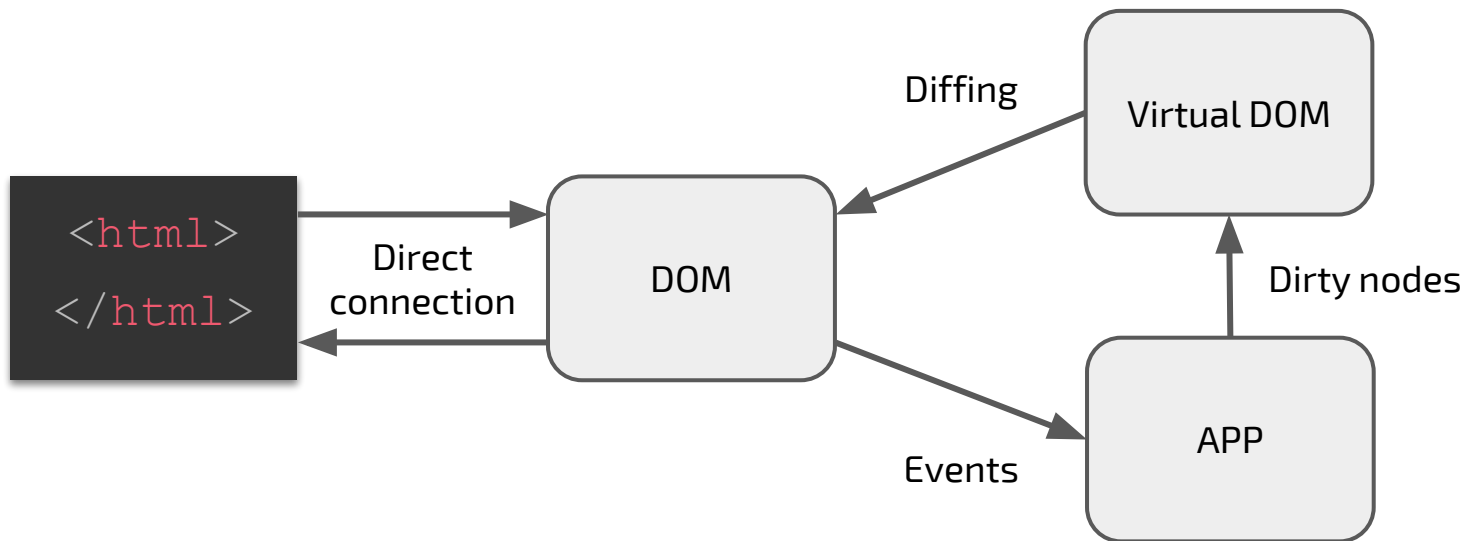 <html>
</html>
Direct
connection
DOM
Diffing
Virtual DOM
Dirty nodes
APP
Events